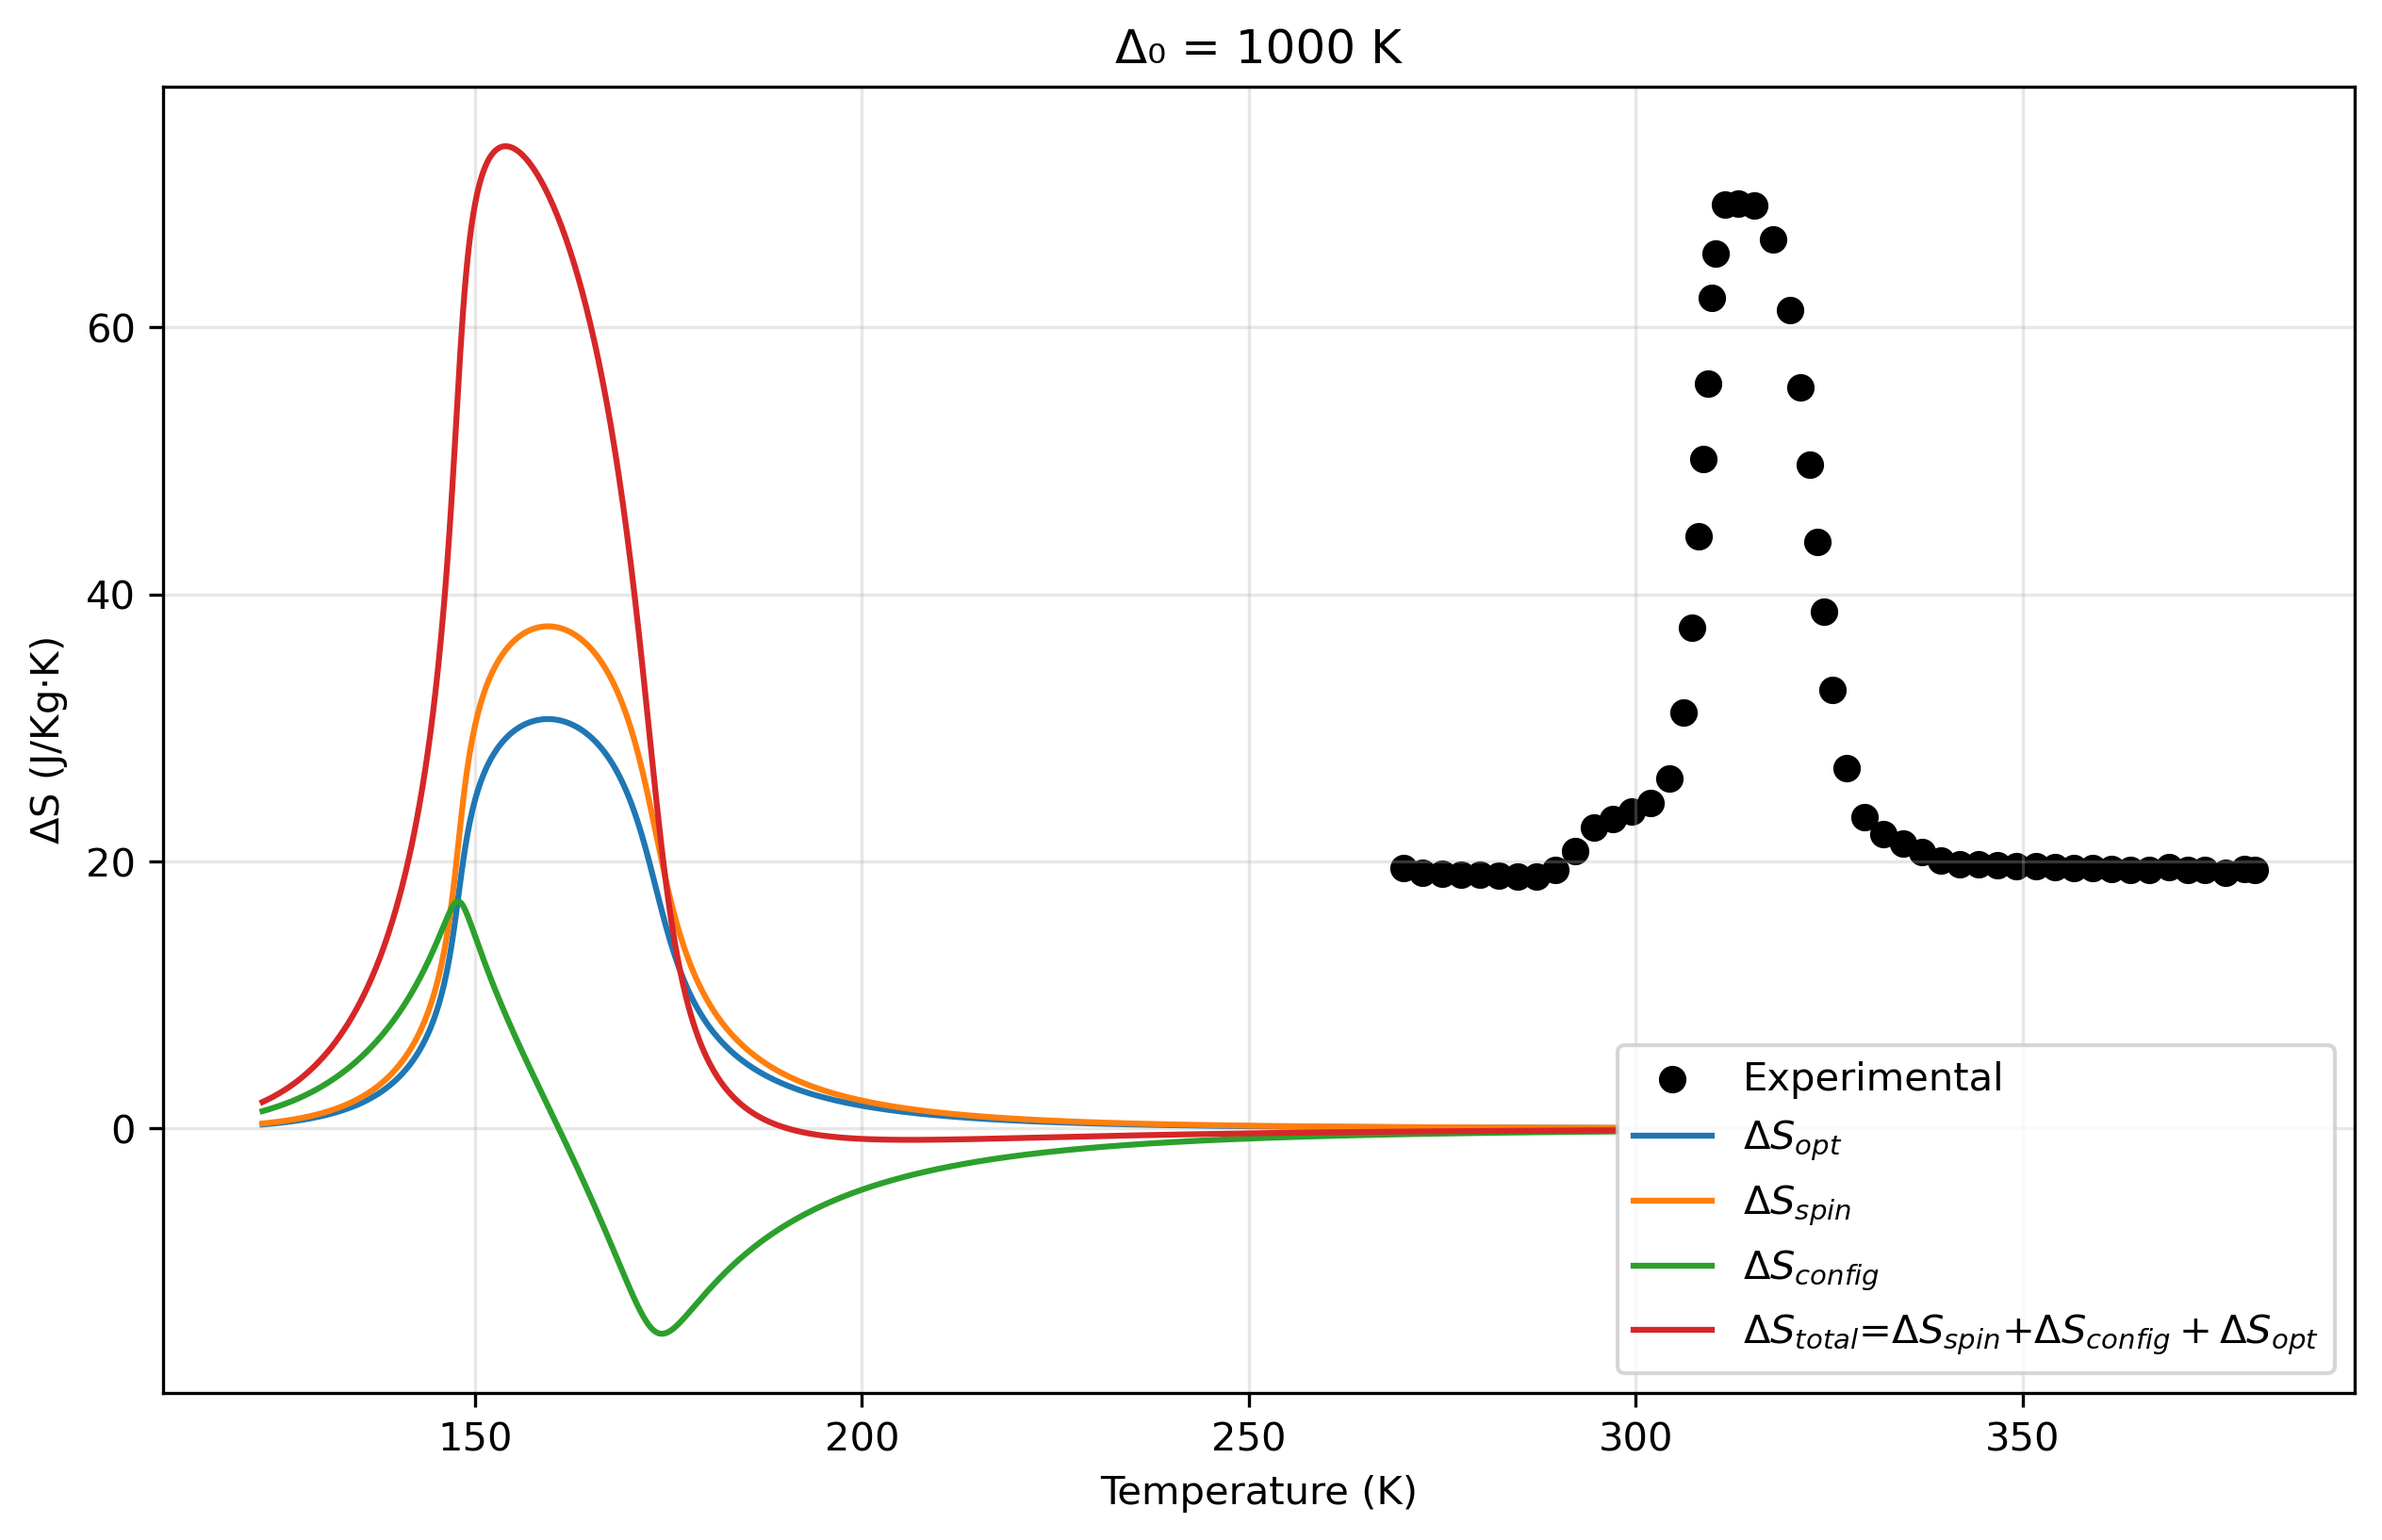 Δ₀ = 1000 K
ΔS (J/Kg·K)
60
40
20
0
150 200 250 300 350
Temperature (K)
Experimental
ΔS_opt
ΔS_spin
ΔS_config
ΔS_total=ΔS_spin+ΔS_config + ΔS_opt